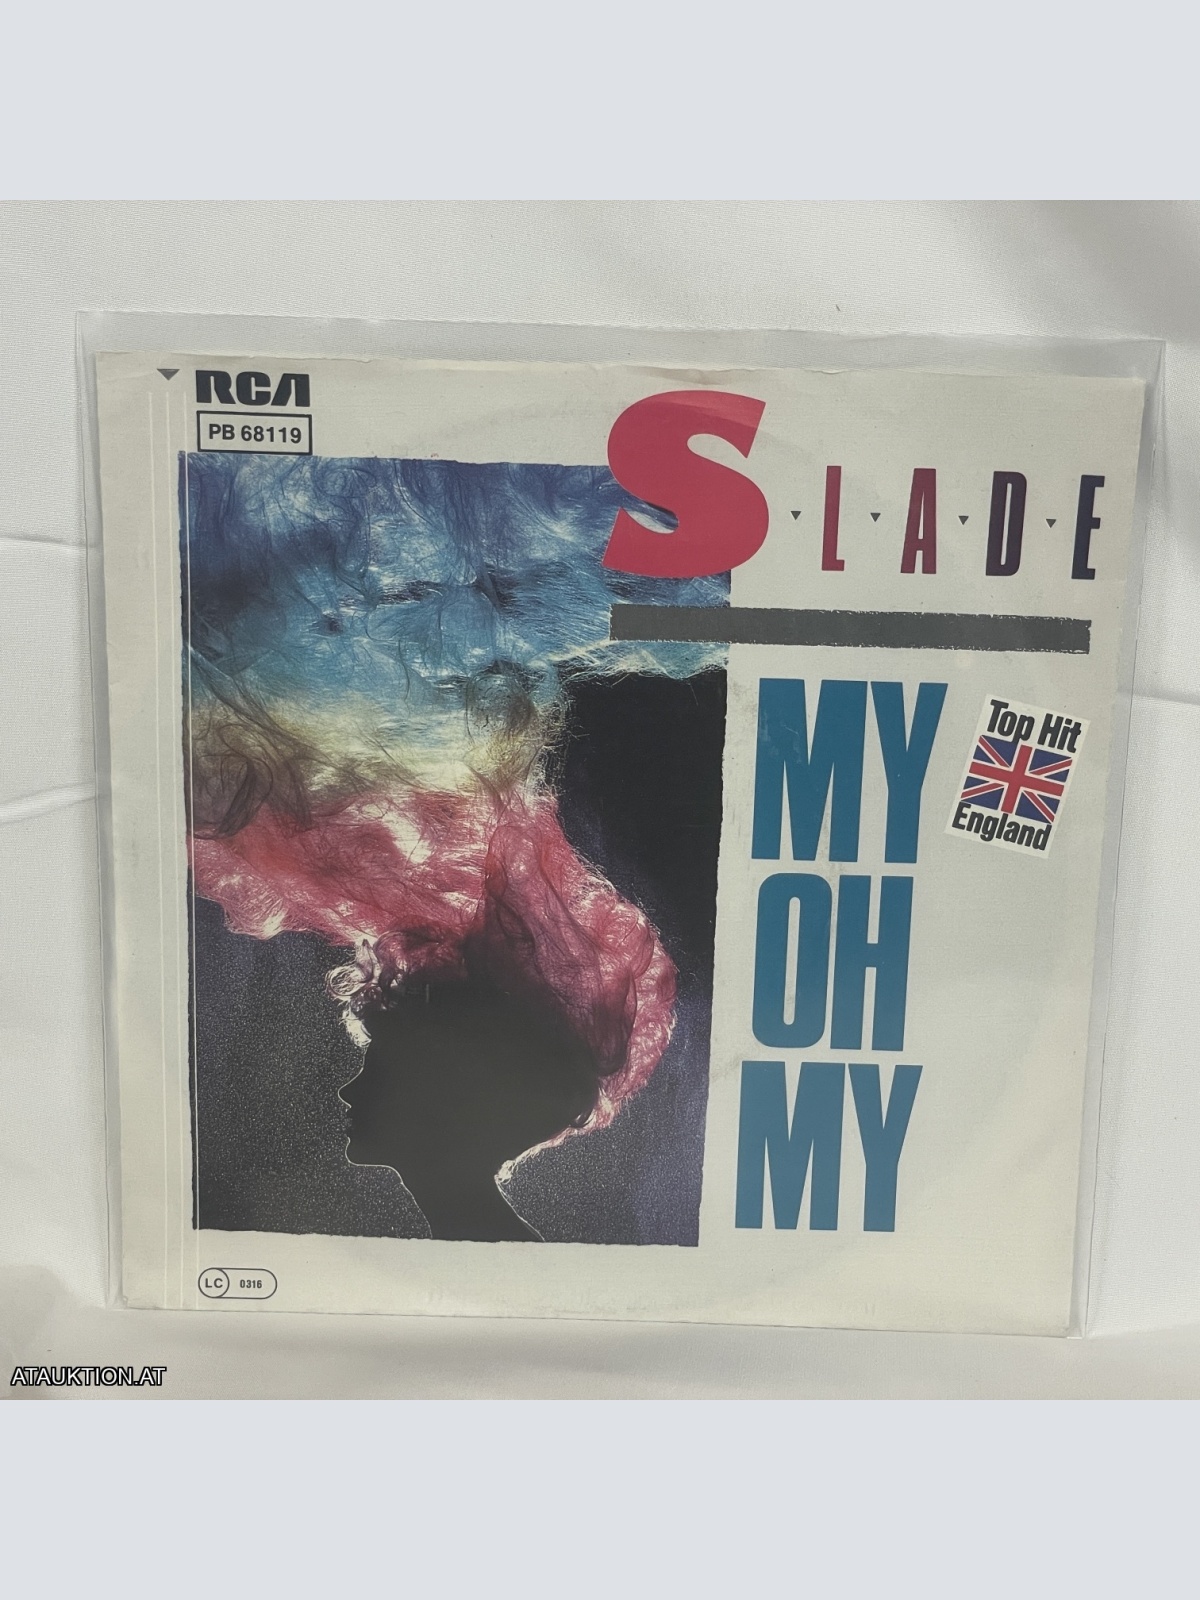 RCA
PB 68119
S·L·A·D·E
MY
OH
MY
Top Hit
England
LC 0316
ATAUKTION.AT